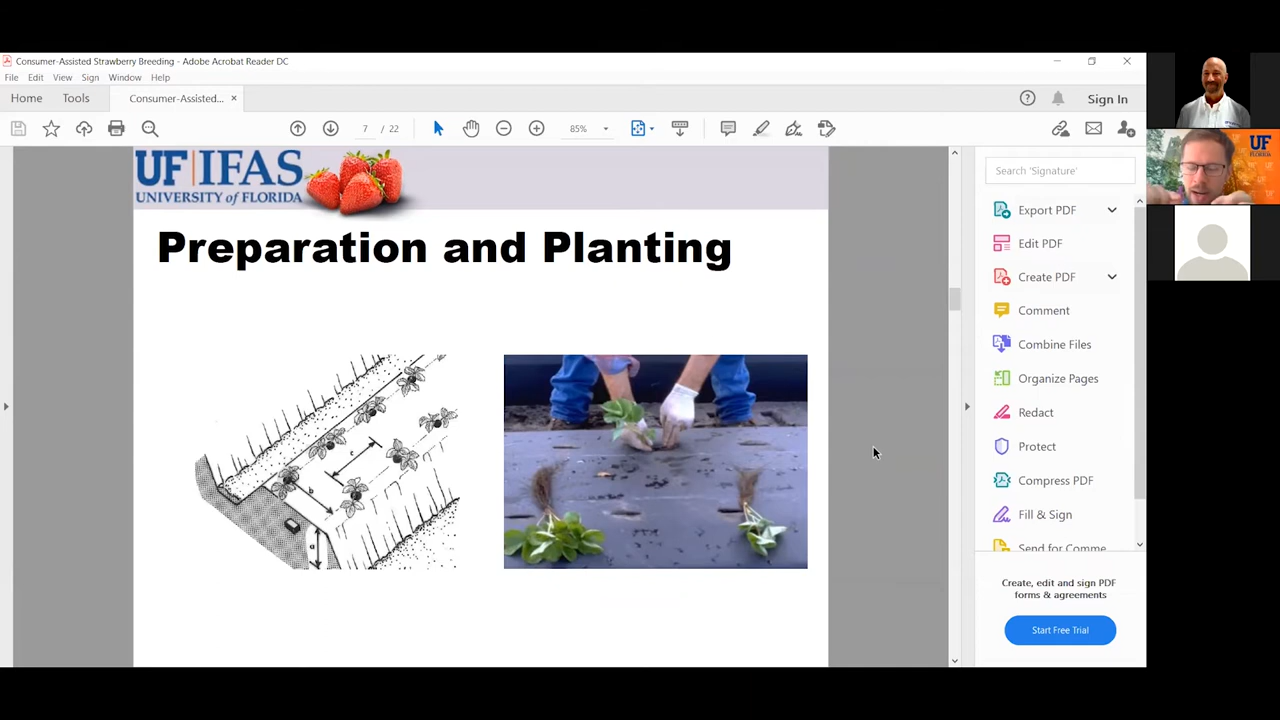 Consumer-Assisted Strawberry Breeding - Adobe Acrobat Reader DC
File Edit View Sign Window Help
Home Tools Consumer-Assisted... × Sign In
7 / 22 85%
UF IFAS
UNIVERSITY of FLORIDA
Preparation and Planting
a
b
c
Search 'Signature'
Export PDF
Edit PDF
Create PDF
Comment
Combine Files
Organize Pages
Redact
Protect
Compress PDF
Fill & Sign
Send for Comme
Create, edit and sign PDF
forms & agreements
Start Free Trial
UF
FLORIDA